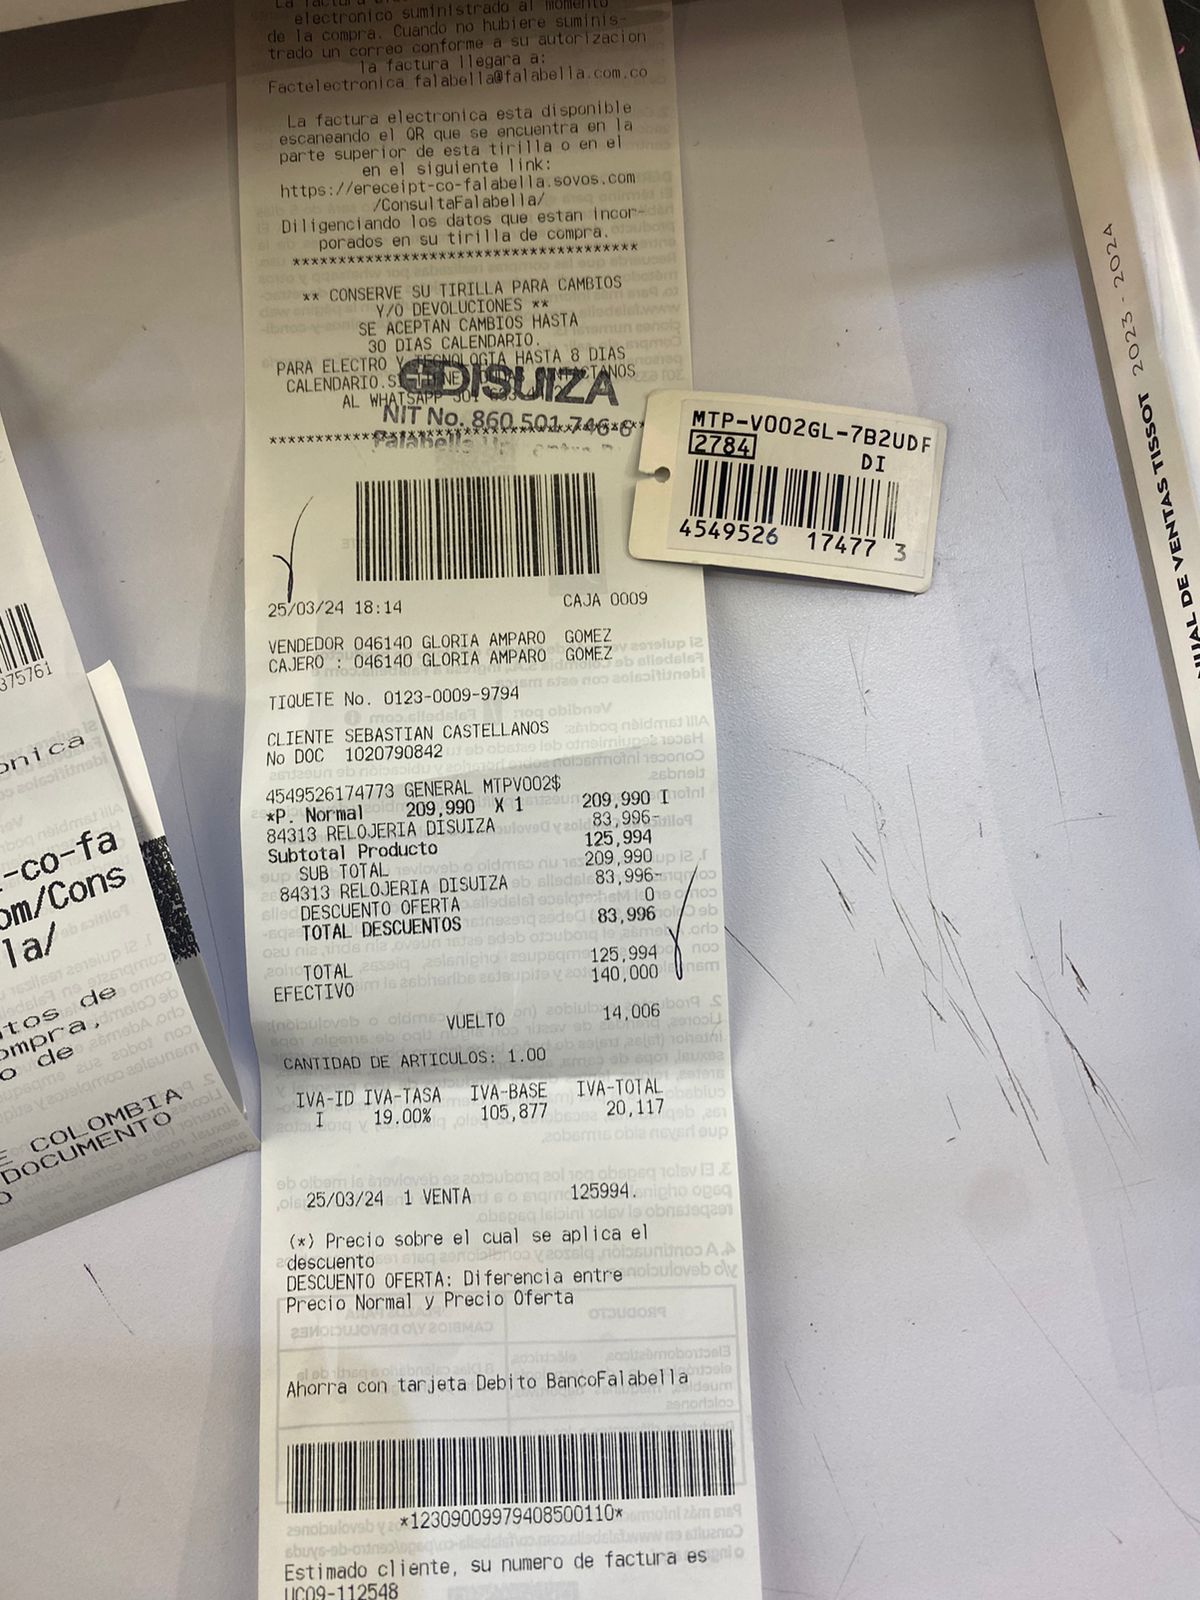 electronico suministrado al momento
de la compra. Cuando no hubiere suminis-
trado un correo conforme a su autorizacion
la factura llegara a:
Factelectronica_falabella@falabella.com.co
La factura electronica esta disponible
escaneando el QR que se encuentra en la
parte superior de esta tirilla o en el
en el siguiente link:
https://ereceipt-co-falabella.sovos.com
/ConsultaFalabella/
Diligenciando los datos que estan incor-
porados en su tirilla de compra.
****************************************
** CONSERVE SU TIRILLA PARA CAMBIOS
Y/O DEVOLUCIONES **
SE ACEPTAN CAMBIOS HASTA
30 DIAS CALENDARIO.
PARA ELECTRO Y TECNOLOGIA HASTA 8 DIAS
CALENDARIO.
AL WHATSAPP 301
DISUIZA
NIT No. 860.501.746-6
Falabella
25/03/24 18:14 CAJA 0009
VENDEDOR 046140 GLORIA AMPARO GOMEZ
CAJERO : 046140 GLORIA AMPARO GOMEZ
TIQUETE No. 0123-0009-9794
CLIENTE SEBASTIAN CASTELLANOS
No DOC 1020790842
4549526174773 GENERAL MTPV002$
*P. Normal 209,990 X 1 209,990 I
84313 RELOJERIA DISUIZA 83,996-
Subtotal Producto 125,994
SUB TOTAL 209,990
84313 RELOJERIA DISUIZA 83,996-
DESCUENTO OFERTA 0
TOTAL DESCUENTOS 83,996
TOTAL 125,994
EFECTIVO 140,000
VUELTO 14,006
CANTIDAD DE ARTICULOS: 1.00
IVA-ID IVA-TASA IVA-BASE IVA-TOTAL
I 19.00% 105,877 20,117
25/03/24 1 VENTA 125994.
(*) Precio sobre el cual se aplica el
descuento
DESCUENTO OFERTA: Diferencia entre
Precio Normal y Precio Oferta
Ahorra con tarjeta Debito BancoFalabella
*12309009979408500110*
Estimado cliente, su numero de factura es
UC09-112548
MTP-V002GL-7B2UDF
2784 DI
4549526 17477 3
MANUAL DE VENTAS TISSOT 2023 - 2024
375761
onica
-co-fa
om/Cons
la/
tos de
ompra,
o de
E COLOMBIA
DOCUMENTO